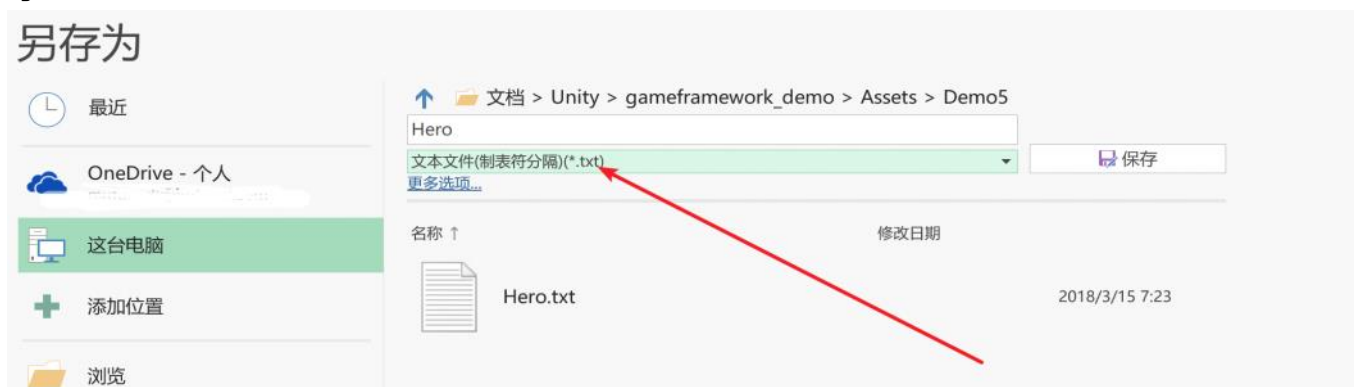 另存为
最近
OneDrive - 个人
这台电脑
添加位置
浏览
文档 > Unity > gameframework_demo > Assets > Demo5
Hero
文本文件(制表符分隔)(*.txt)
保存
更多选项...
名称 ↑ 修改日期
Hero.txt 2018/3/15 7:23